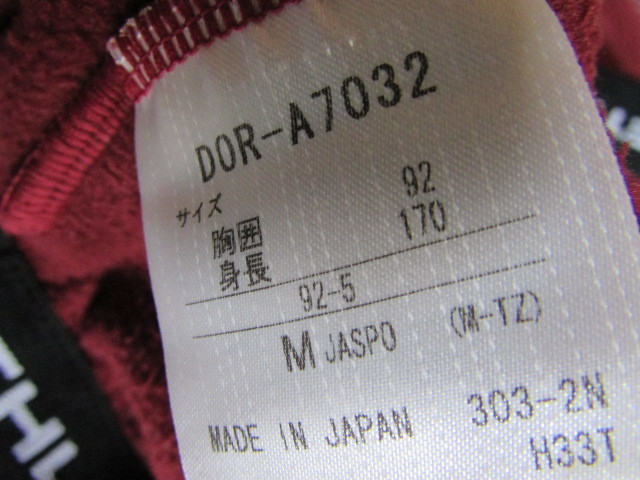 DOR-A7032
サイズ
胸囲 92
身長 170
92-5
M JASPO (M-TZ)
MADE IN JAPAN 303-2N
H33T